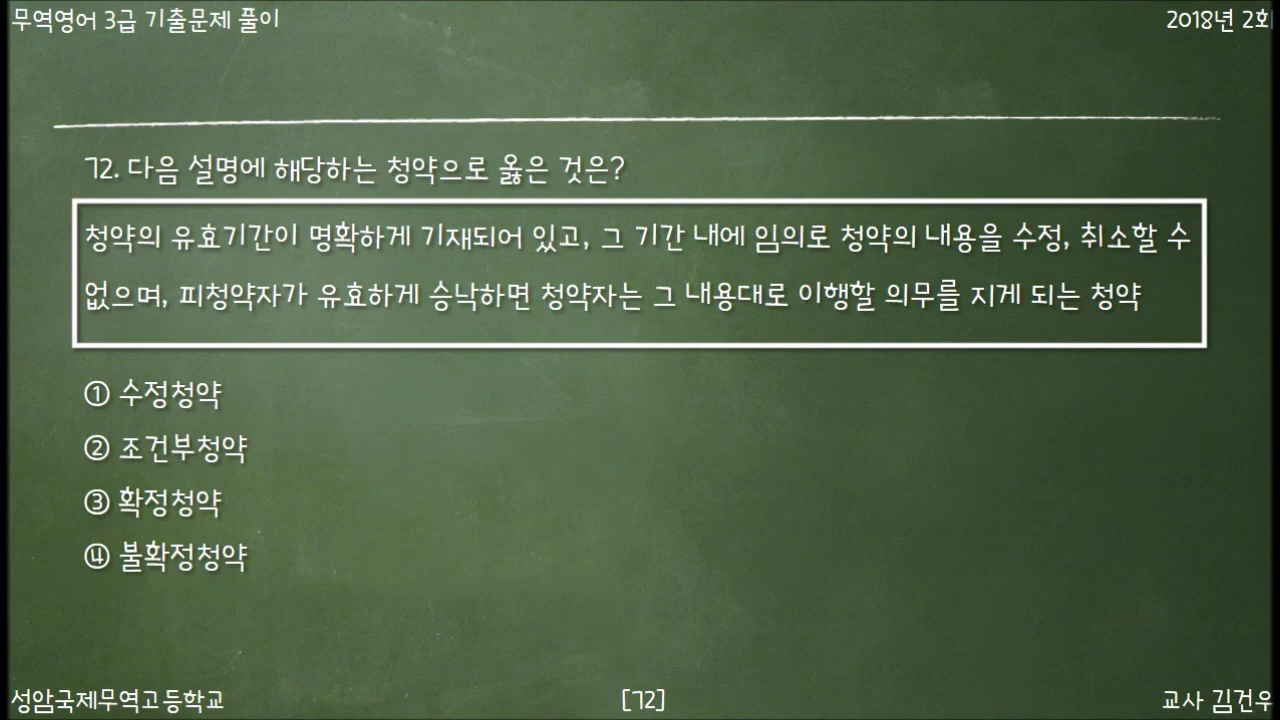 무역영어 3급 기출문제 풀이
2018년 2회
72. 다음 설명에 해당하는 청약으로 옳은 것은?
청약의 유효기간이 명확하게 기재되어 있고, 그 기간 내에 임의로 청약의 내용을 수정, 취소할 수
없으며, 피청약자가 유효하게 승낙하면 청약자는 그 내용대로 이행할 의무를 지게 되는 청약
① 수정청약
② 조건부청약
③ 확정청약
④ 불확정청약
성암국제무역고등학교
[72]
교사 김건우